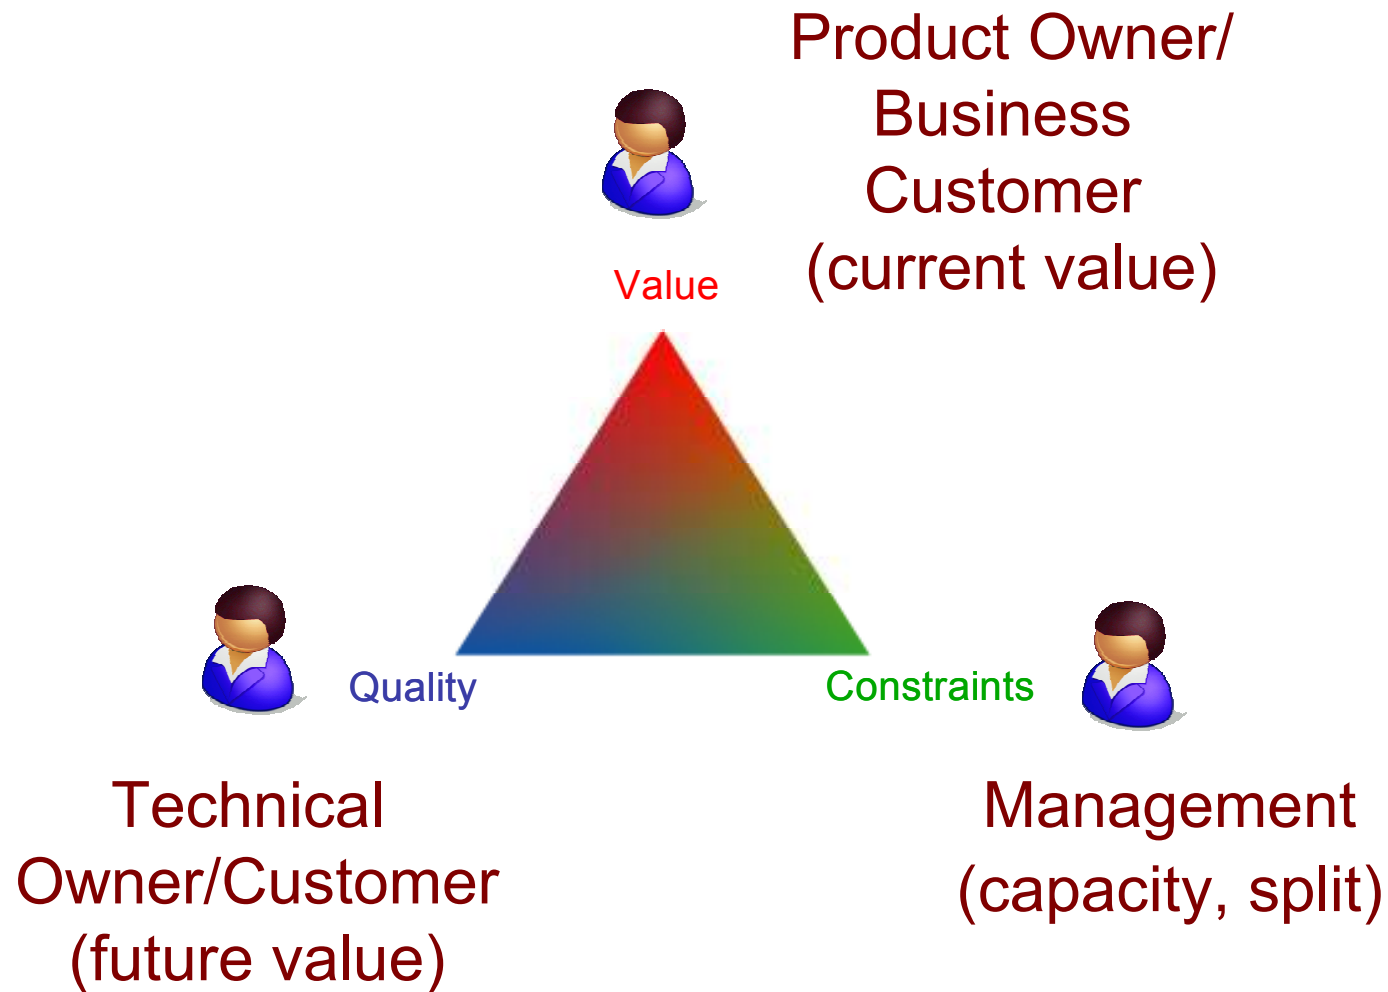 Product Owner/
Business
Customer
(current value)
Value
Quality
Constraints
Technical
Owner/Customer
(future value)
Management
(capacity, split)